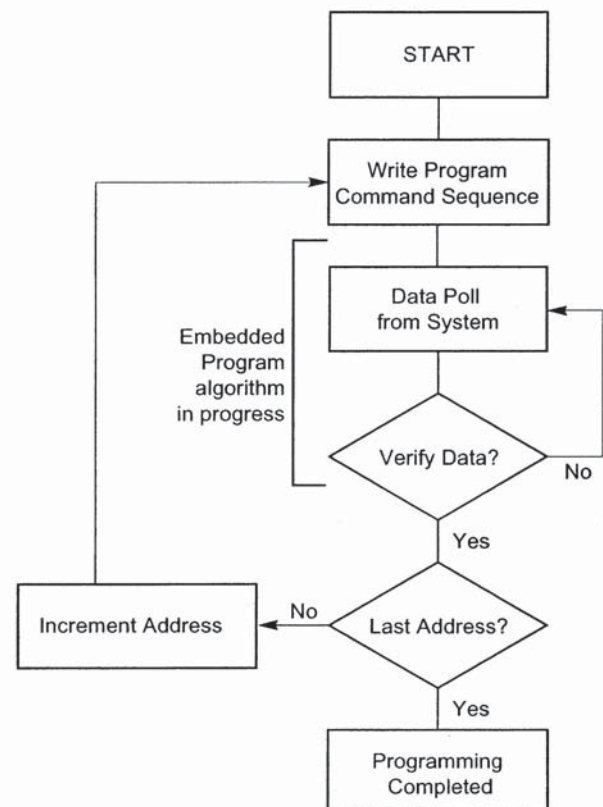 START
Write Program
Command Sequence
Data Poll
from System
Embedded
Program
algorithm
in progress
Verify Data?
No
Yes
Increment Address
No
Last Address?
Yes
Programming
Completed